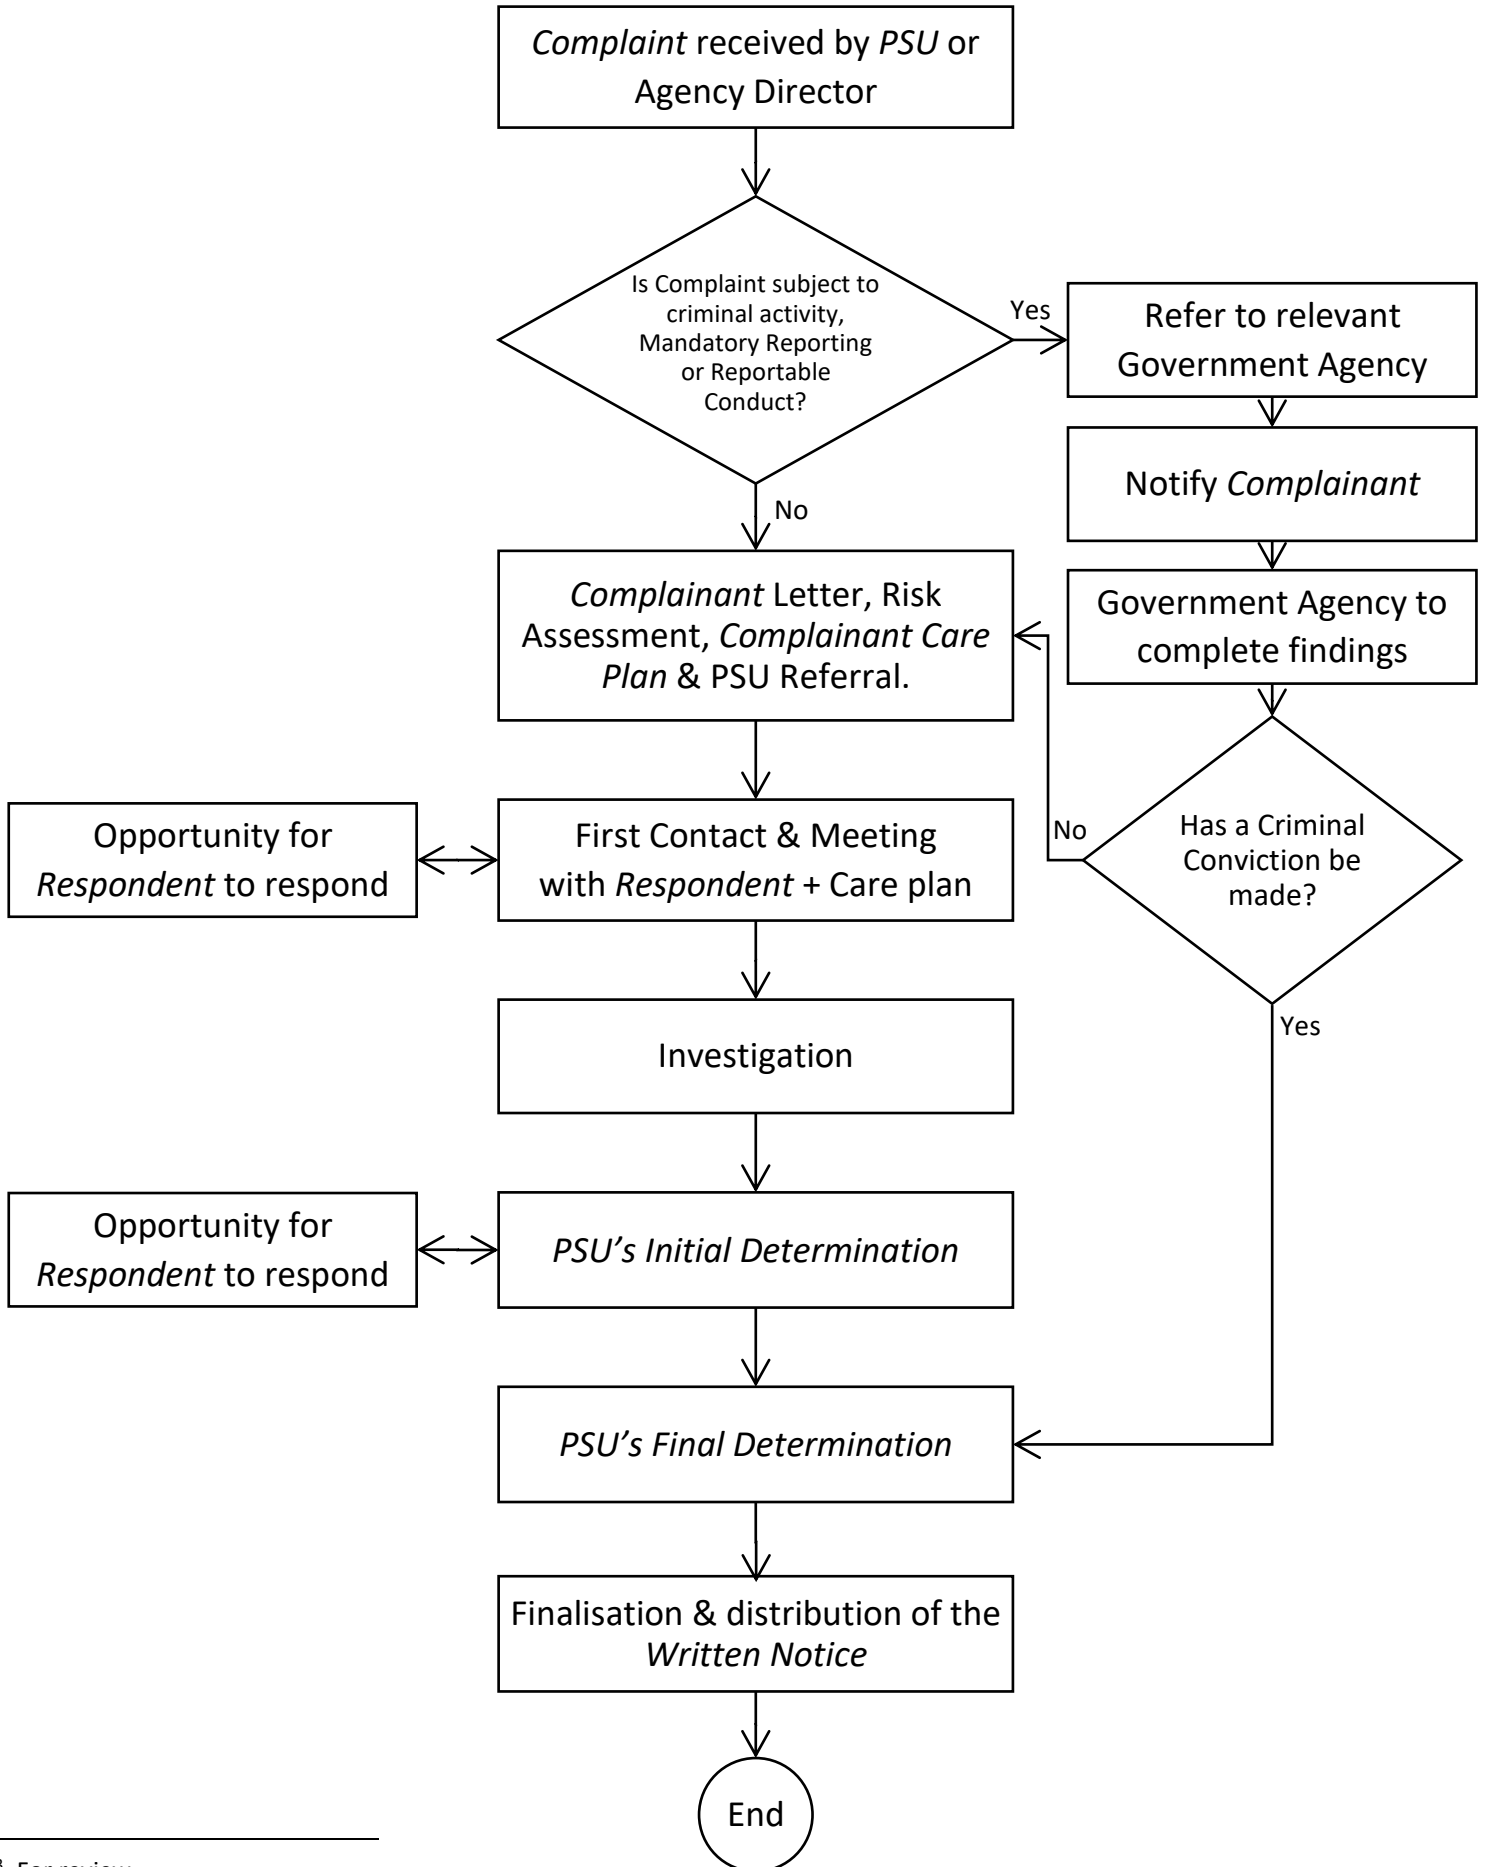 Complaint received by PSU or
Agency Director
Is Complaint subject to
criminal activity,
Mandatory Reporting
or Reportable
Conduct?
Yes
Refer to relevant
Government Agency
Notify Complainant
No
Complainant Letter, Risk
Assessment, Complainant Care
Plan & PSU Referral.
Government Agency to
complete findings
Has a Criminal
Conviction be
made?
No
Yes
Opportunity for
Respondent to respond
First Contact & Meeting
with Respondent + Care plan
Investigation
Opportunity for
Respondent to respond
PSU’s Initial Determination
PSU’s Final Determination
Finalisation & distribution of the
Written Notice
End
For review